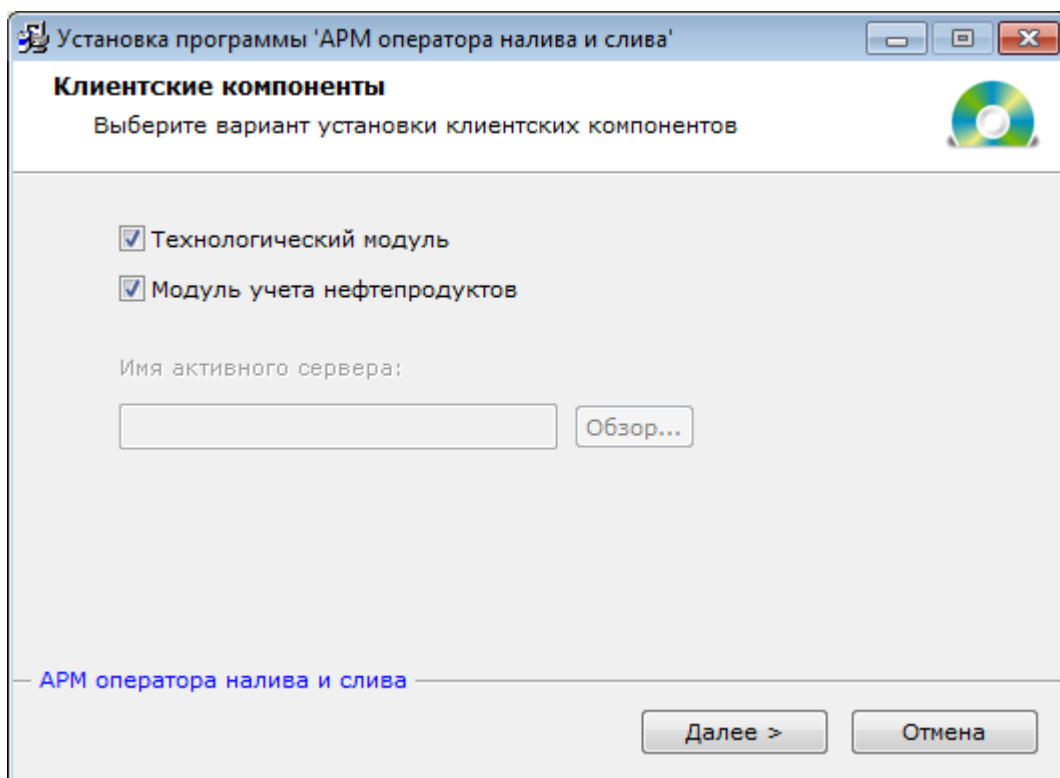 Установка программы 'АРМ оператора налива и слива'
Клиентские компоненты
Выберите вариант установки клиентских компонентов
Технологический модуль
Модуль учета нефтепродуктов
Имя активного сервера:
Обзор...
АРМ оператора налива и слива
Далее >
Отмена